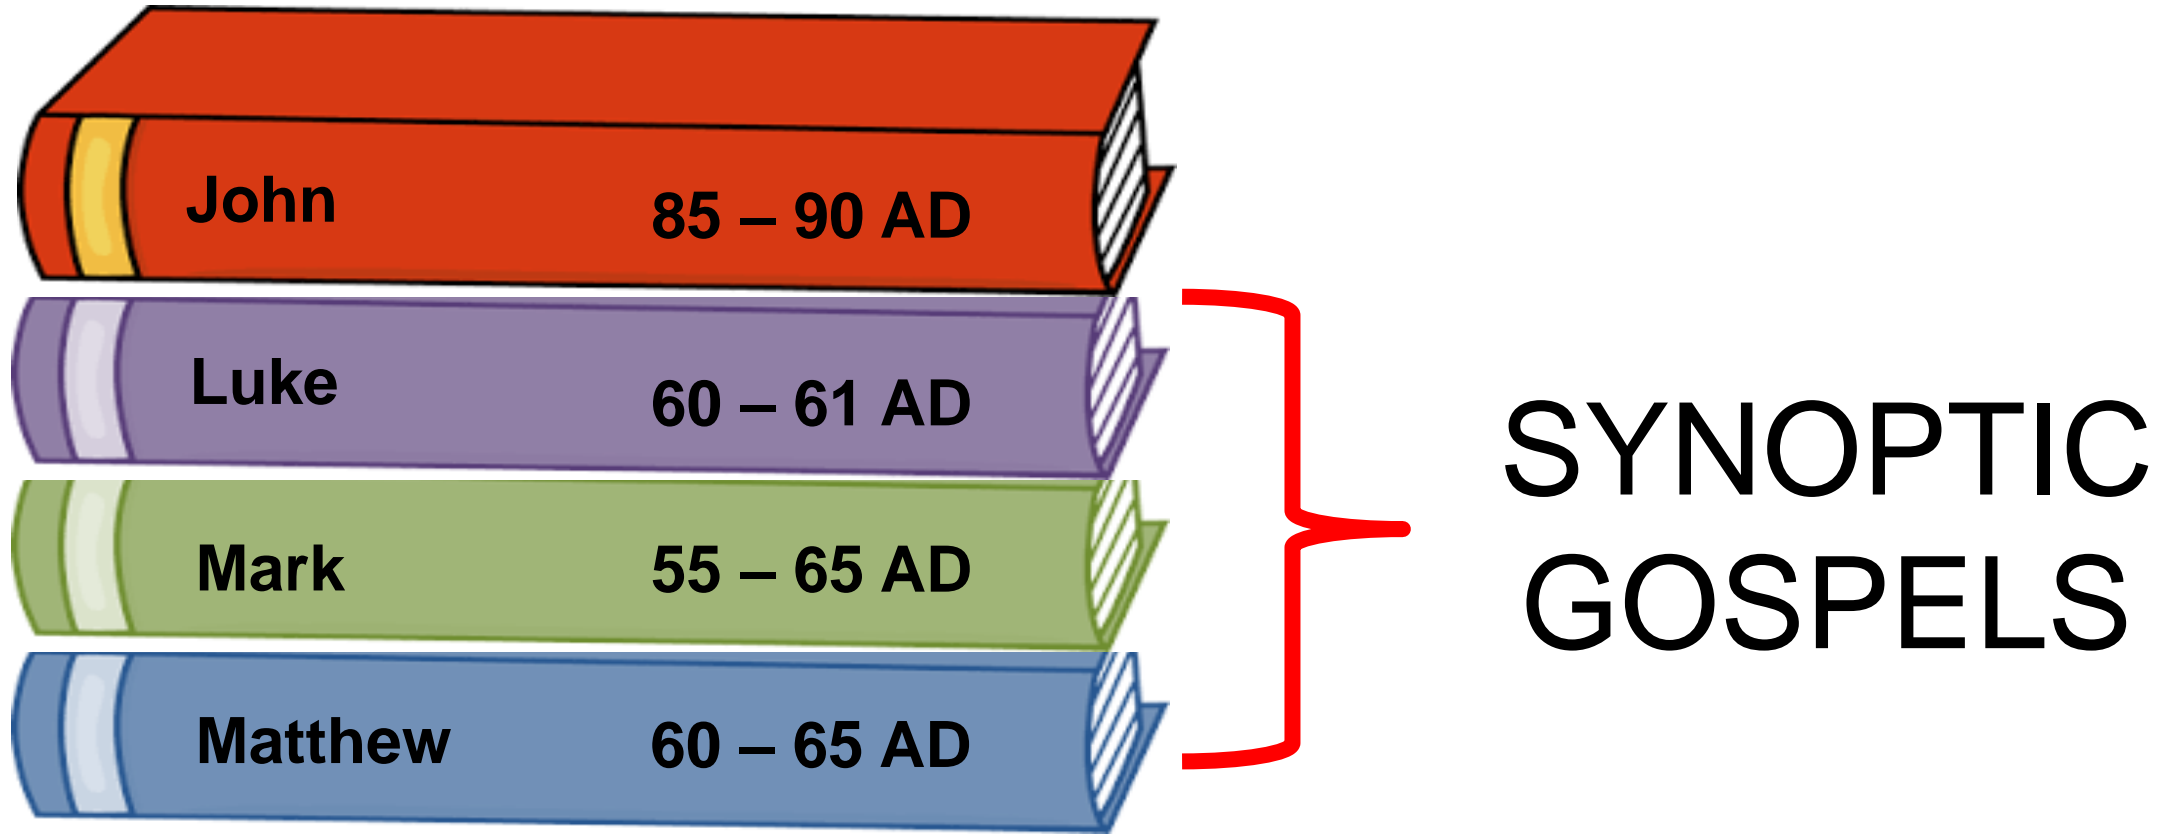 John 85 – 90 AD
Luke 60 – 61 AD
Mark 55 – 65 AD
Matthew 60 – 65 AD
SYNOPTIC
GOSPELS